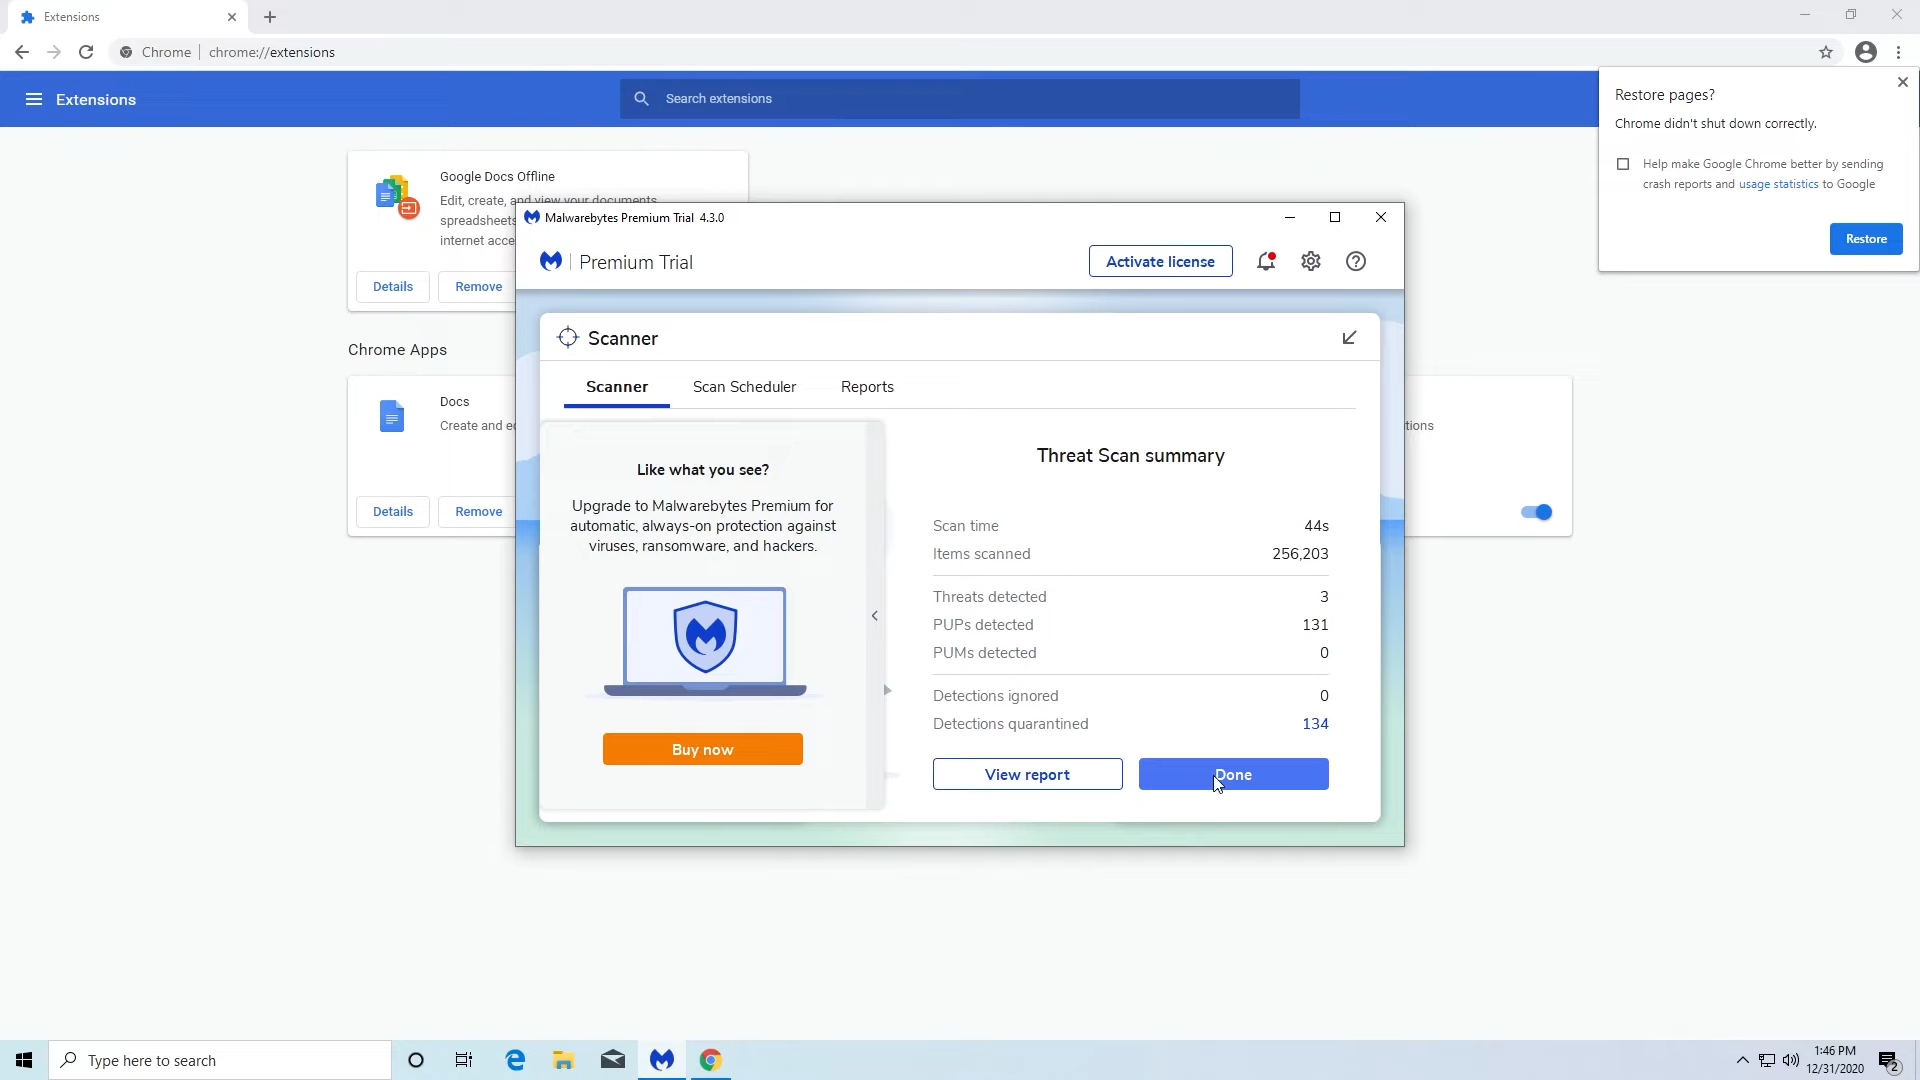 Extensions
Chrome
chrome://extensions
Extensions
Search extensions
Restore pages?
Chrome didn't shut down correctly.
Help make Google Chrome better by sending
crash reports and usage statistics to Google
Restore
Google Docs Offline
Edit, create, and view your documents
spreadsheets
internet acce
Details
Remove
Chrome Apps
Docs
Create and e
Details
Remove
tions
Malwarebytes Premium Trial 4.3.0
Premium Trial
Activate license
Scanner
Scanner
Scan Scheduler
Reports
Like what you see?
Upgrade to Malwarebytes Premium for
automatic, always-on protection against
viruses, ransomware, and hackers.
Buy now
Threat Scan summary
Scan time 44s
Items scanned 256,203
Threats detected 3
PUPs detected 131
PUMs detected 0
Detections ignored 0
Detections quarantined 134
View report
Done
Type here to search
1:46 PM
12/31/2020
2